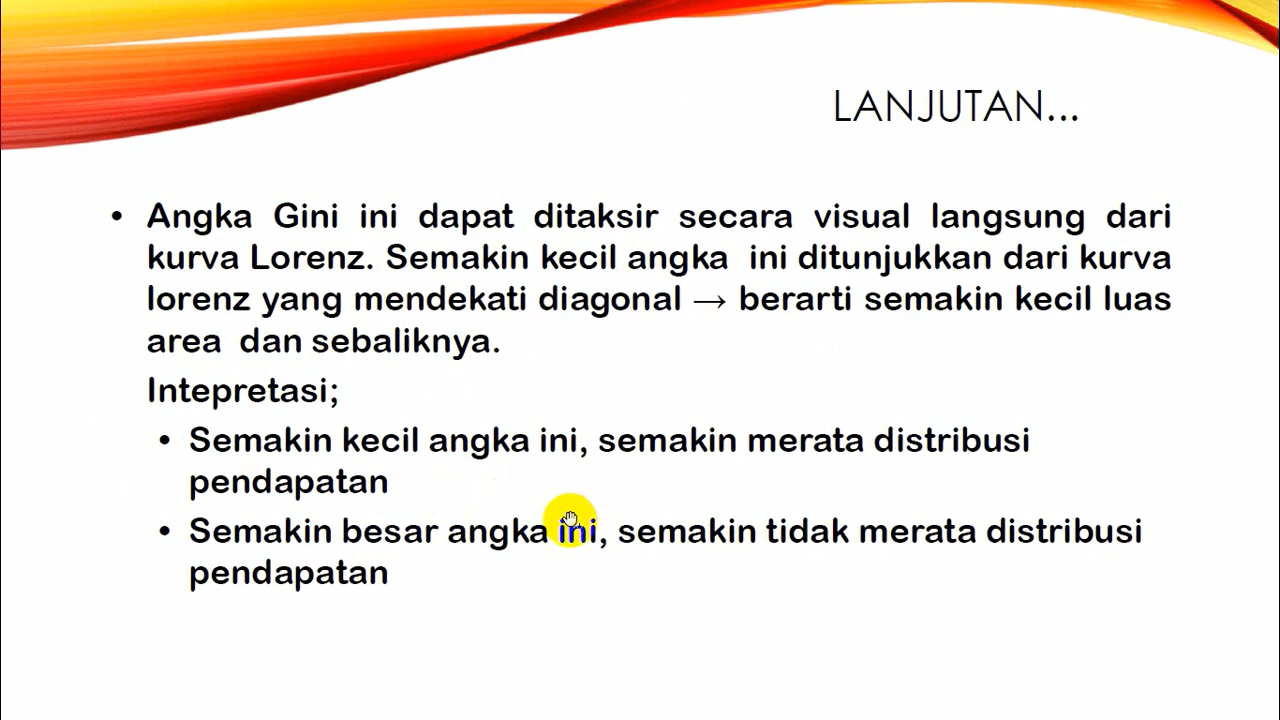 LANJUTAN...
• Angka Gini ini dapat ditaksir secara visual langsung dari
kurva Lorenz. Semakin kecil angka ini ditunjukkan dari kurva
lorenz yang mendekati diagonal → berarti semakin kecil luas
area dan sebaliknya.
Intepretasi;
• Semakin kecil angka ini, semakin merata distribusi
pendapatan
• Semakin besar angka ini, semakin tidak merata distribusi
pendapatan